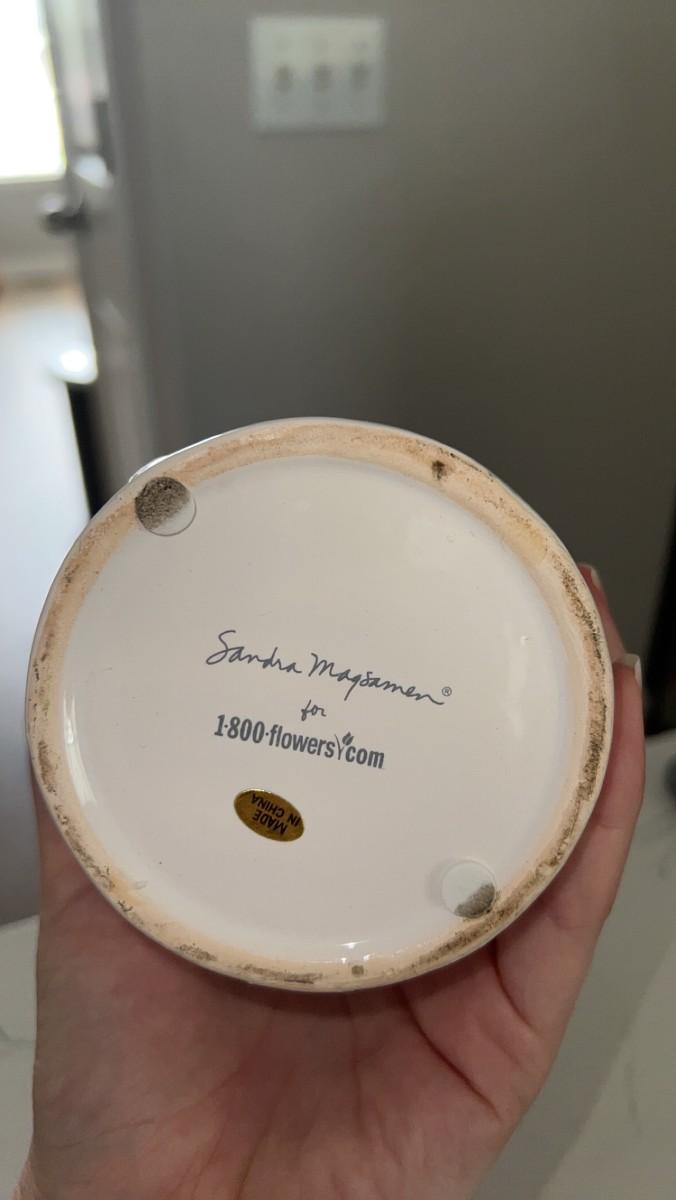 Sandra Magsamen®
for
1·800·flowers.com
MADE
IN CHINA